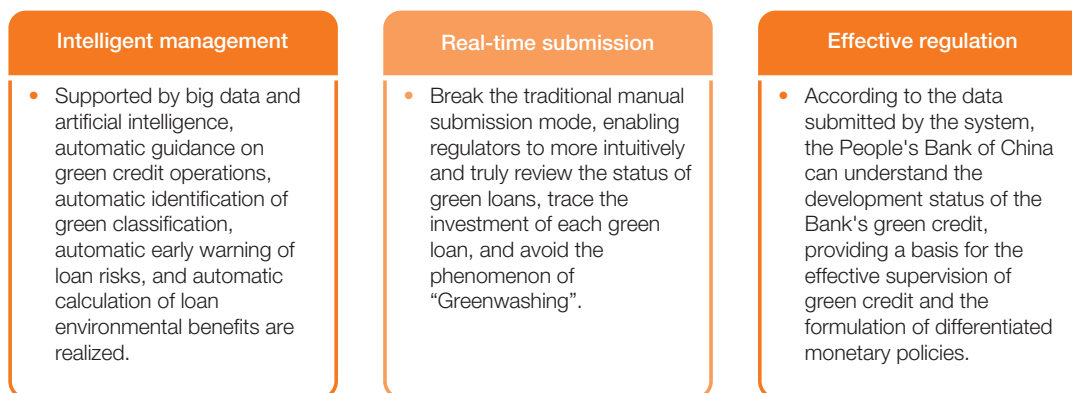 Intelligent management
• Supported by big data and
artificial intelligence,
automatic guidance on
green credit operations,
automatic identification of
green classification,
automatic early warning of
loan risks, and automatic
calculation of loan
environmental benefits are
realized.
Real-time submission
• Break the traditional manual
submission mode, enabling
regulators to more intuitively
and truly review the status of
green loans, trace the
investment of each green
loan, and avoid the
phenomenon of
“Greenwashing”.
Effective regulation
• According to the data
submitted by the system,
the People's Bank of China
can understand the
development status of the
Bank's green credit,
providing a basis for the
effective supervision of
green credit and the
formulation of differentiated
monetary policies.